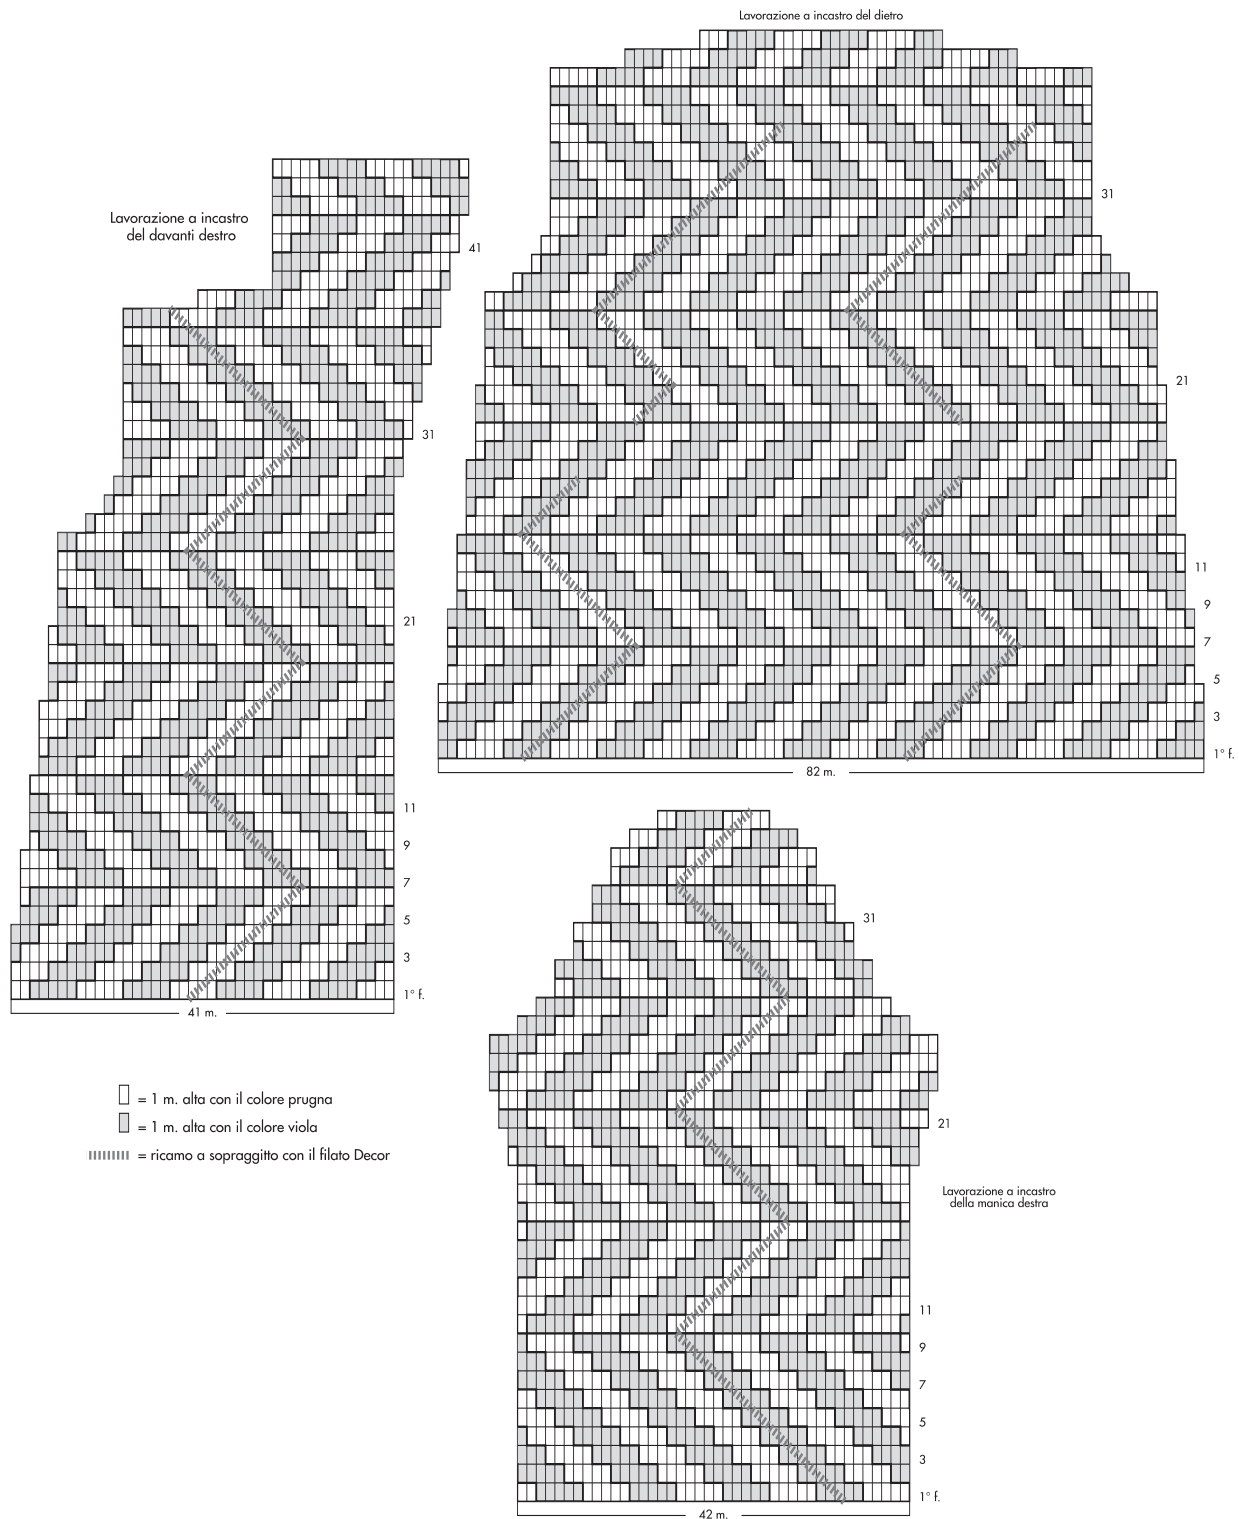 Lavorazione a incastro del dietro
31
21
11
9
7
5
3
1° f.
82 m.
Lavorazione a incastro
del davanti destro
41
31
21
11
9
7
5
3
1° f.
41 m.
= 1 m. alta con il colore prugna
= 1 m. alta con il colore viola
= ricamo a sopraggitto con il filato Decor
31
21
Lavorazione a incastro
della manica destra
11
9
7
5
3
1° f.
42 m.